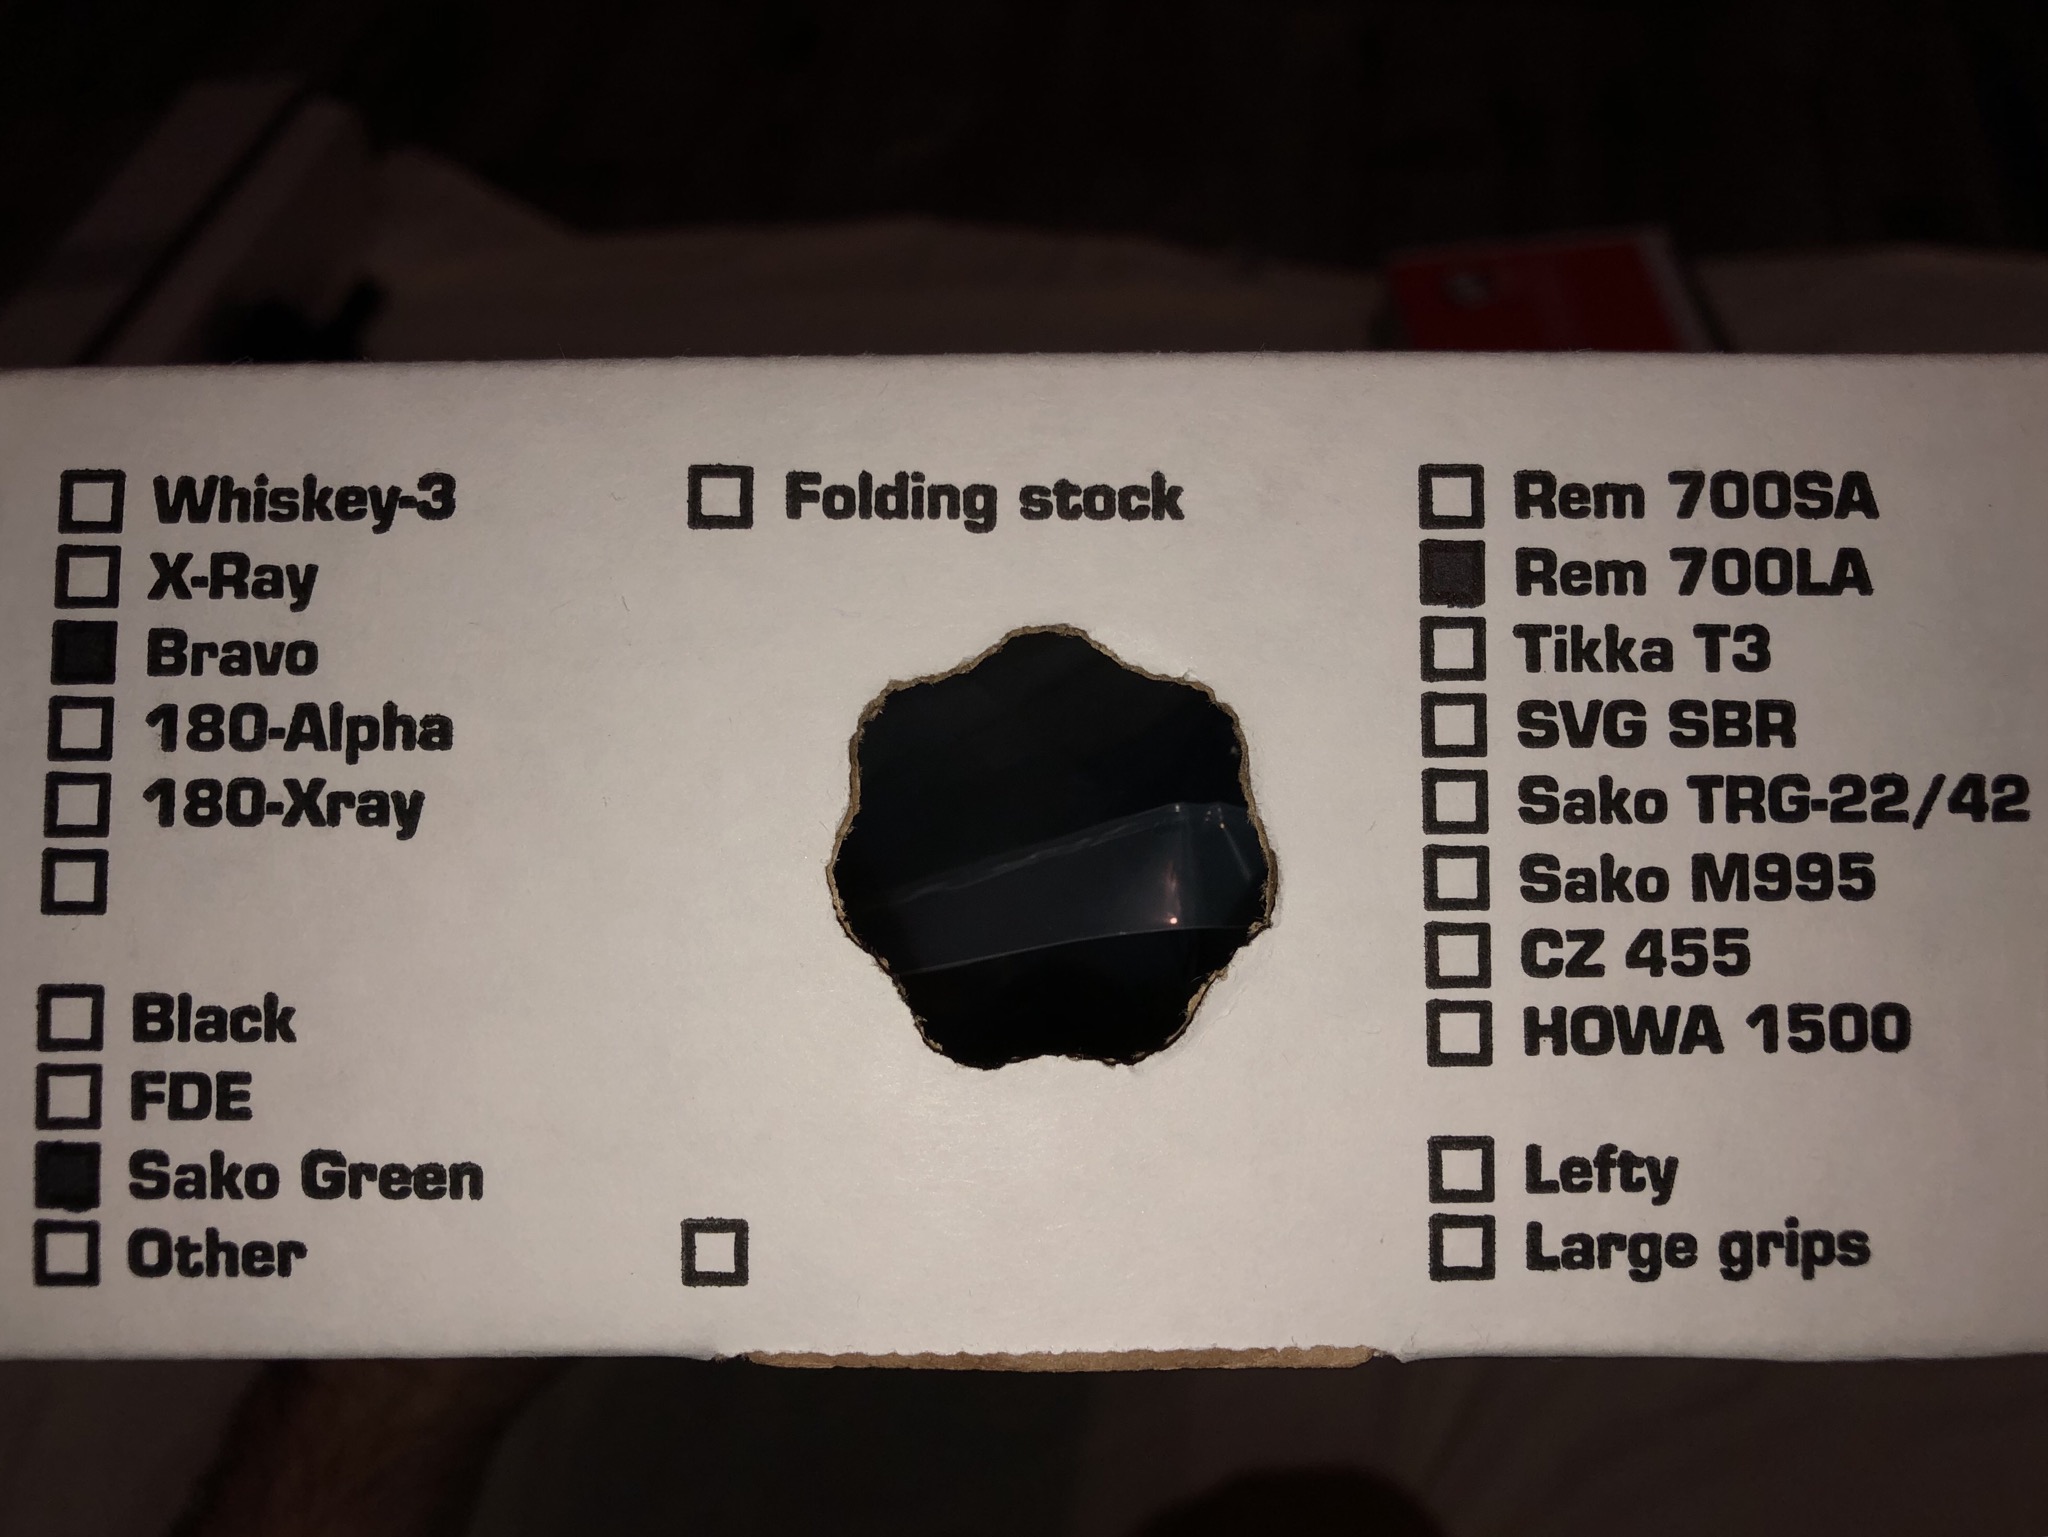 Whiskey-3
X-Ray
Bravo
180-Alpha
180-Xray
Black
FDE
Sako Green
Other
Folding stock
Rem 700SA
Rem 700LA
Tikka T3
SVG SBR
Sako TRG-22/42
Sako M995
CZ 455
HOWA 1500
Lefty
Large grips